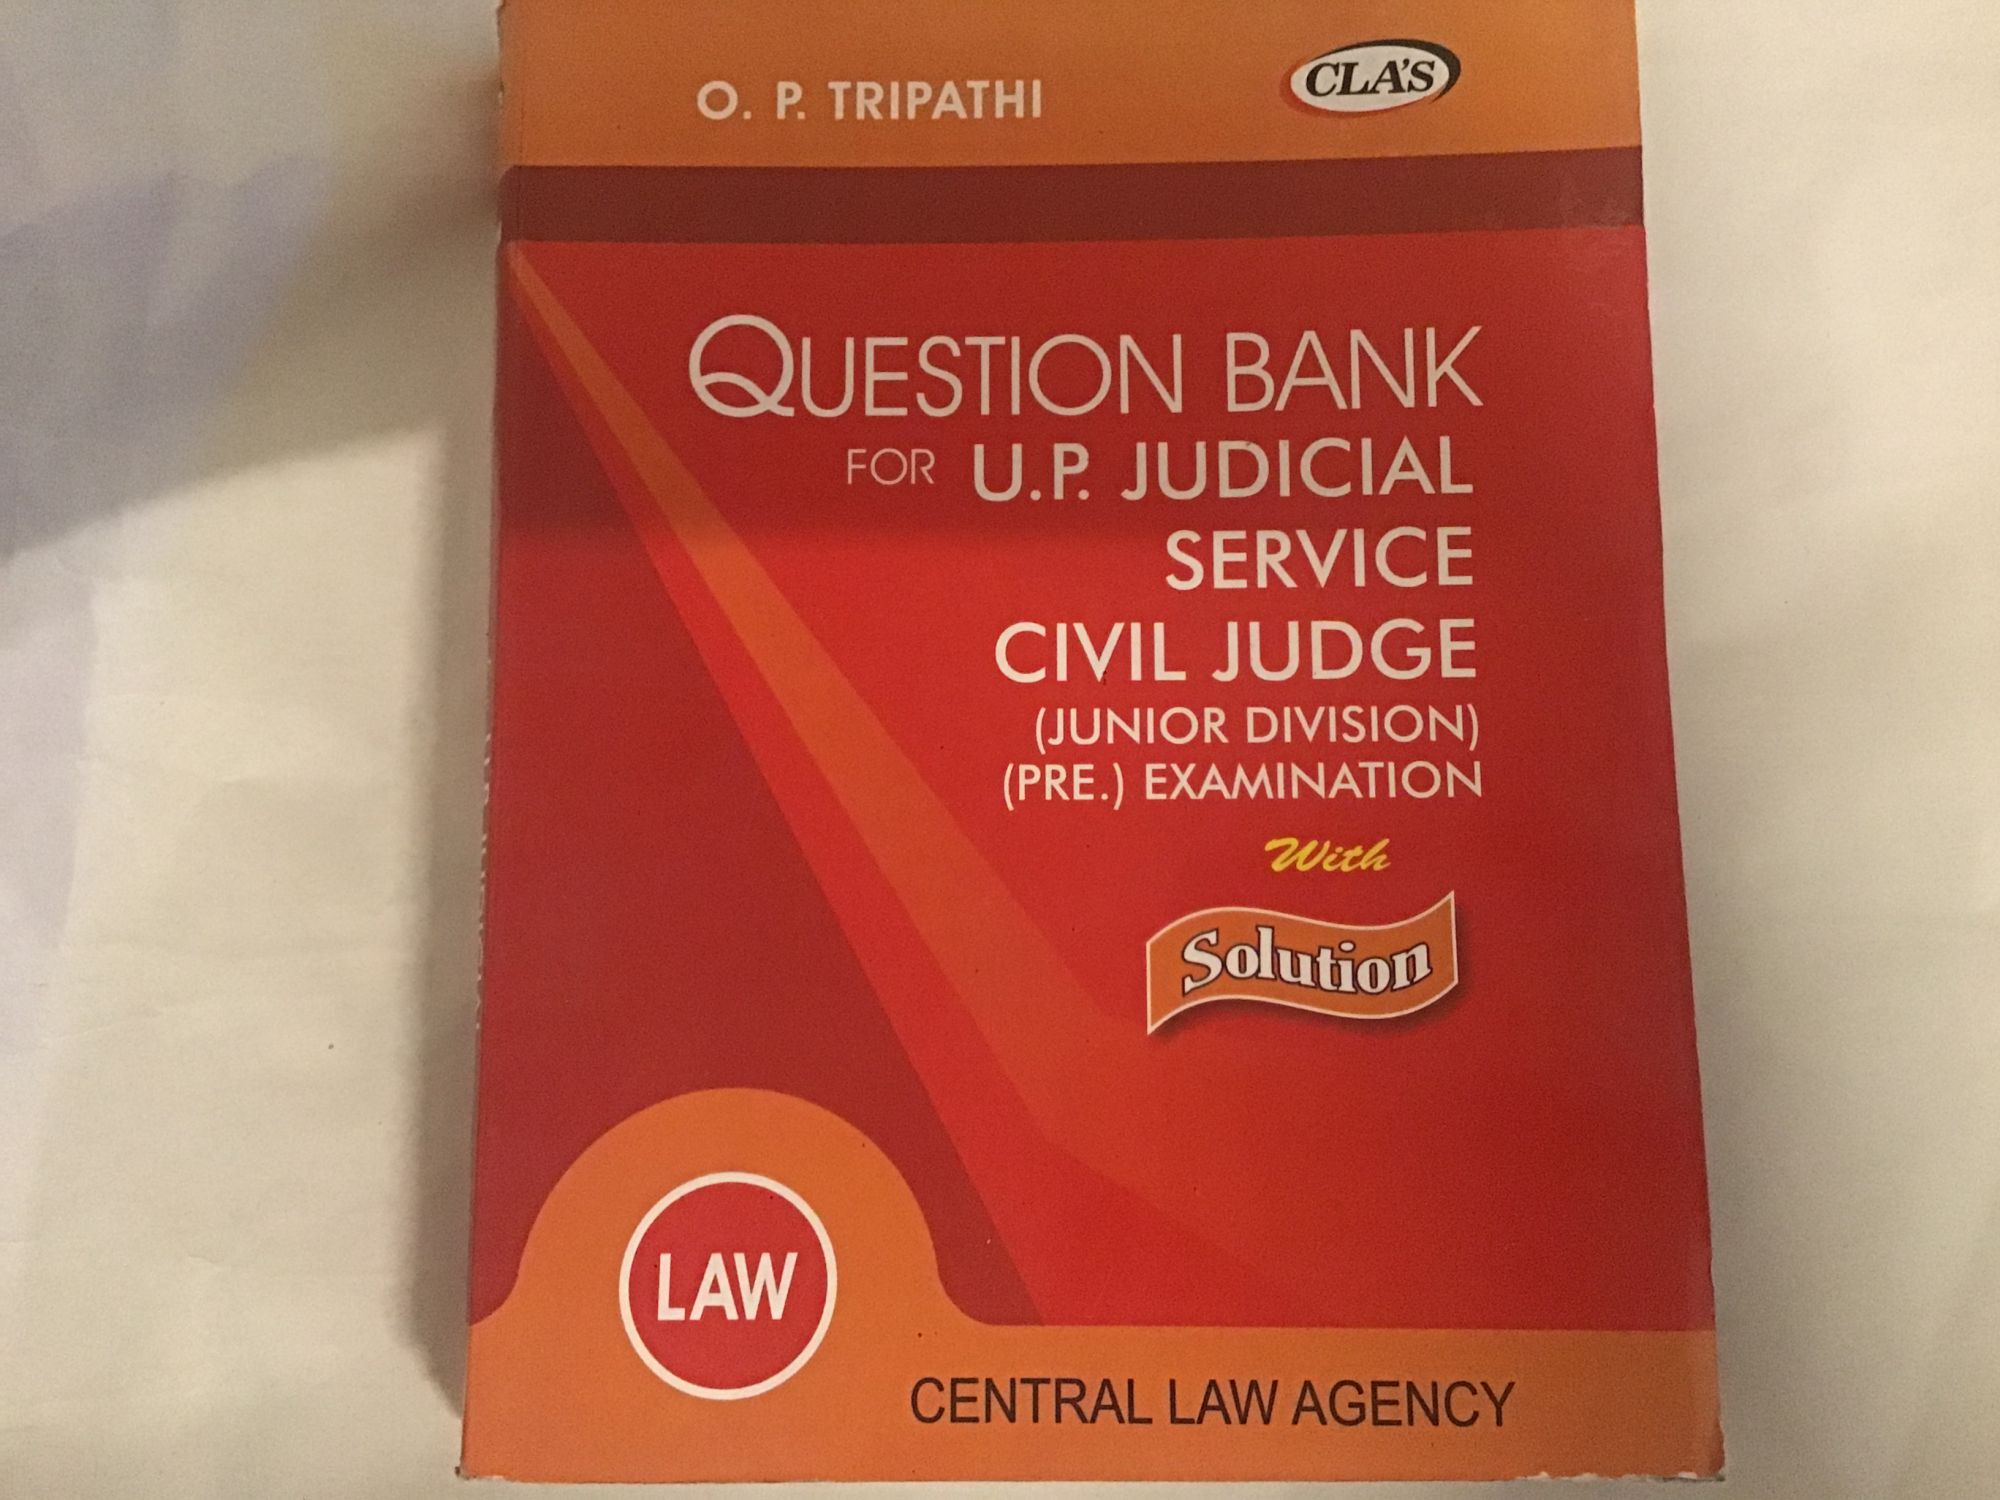 O. P. TRIPATHI
CLA'S
QUESTION BANK
FOR U.P. JUDICIAL
SERVICE
CIVIL JUDGE
(JUNIOR DIVISION)
(PRE.) EXAMINATION
With
Solution
LAW
CENTRAL LAW AGENCY